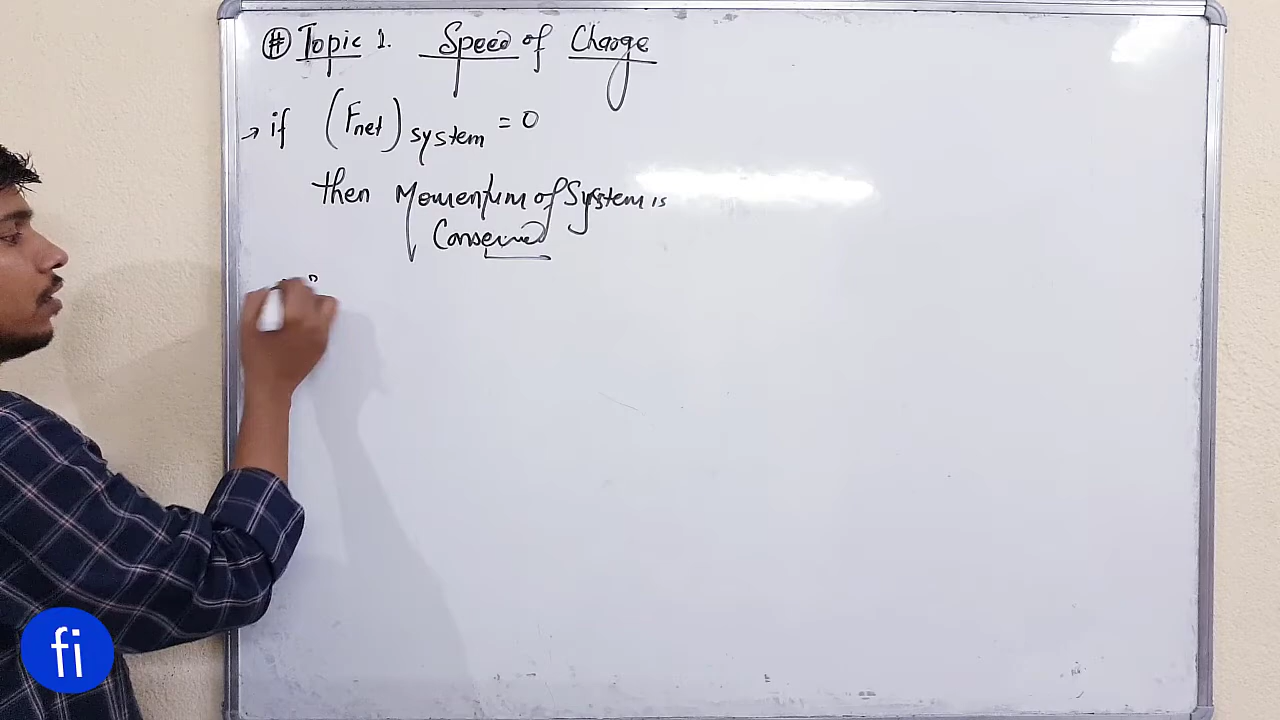 # Topic 1. Speed of Charge
→ if (Fnet) system = 0
then Momentum of System is
Conserved
fi